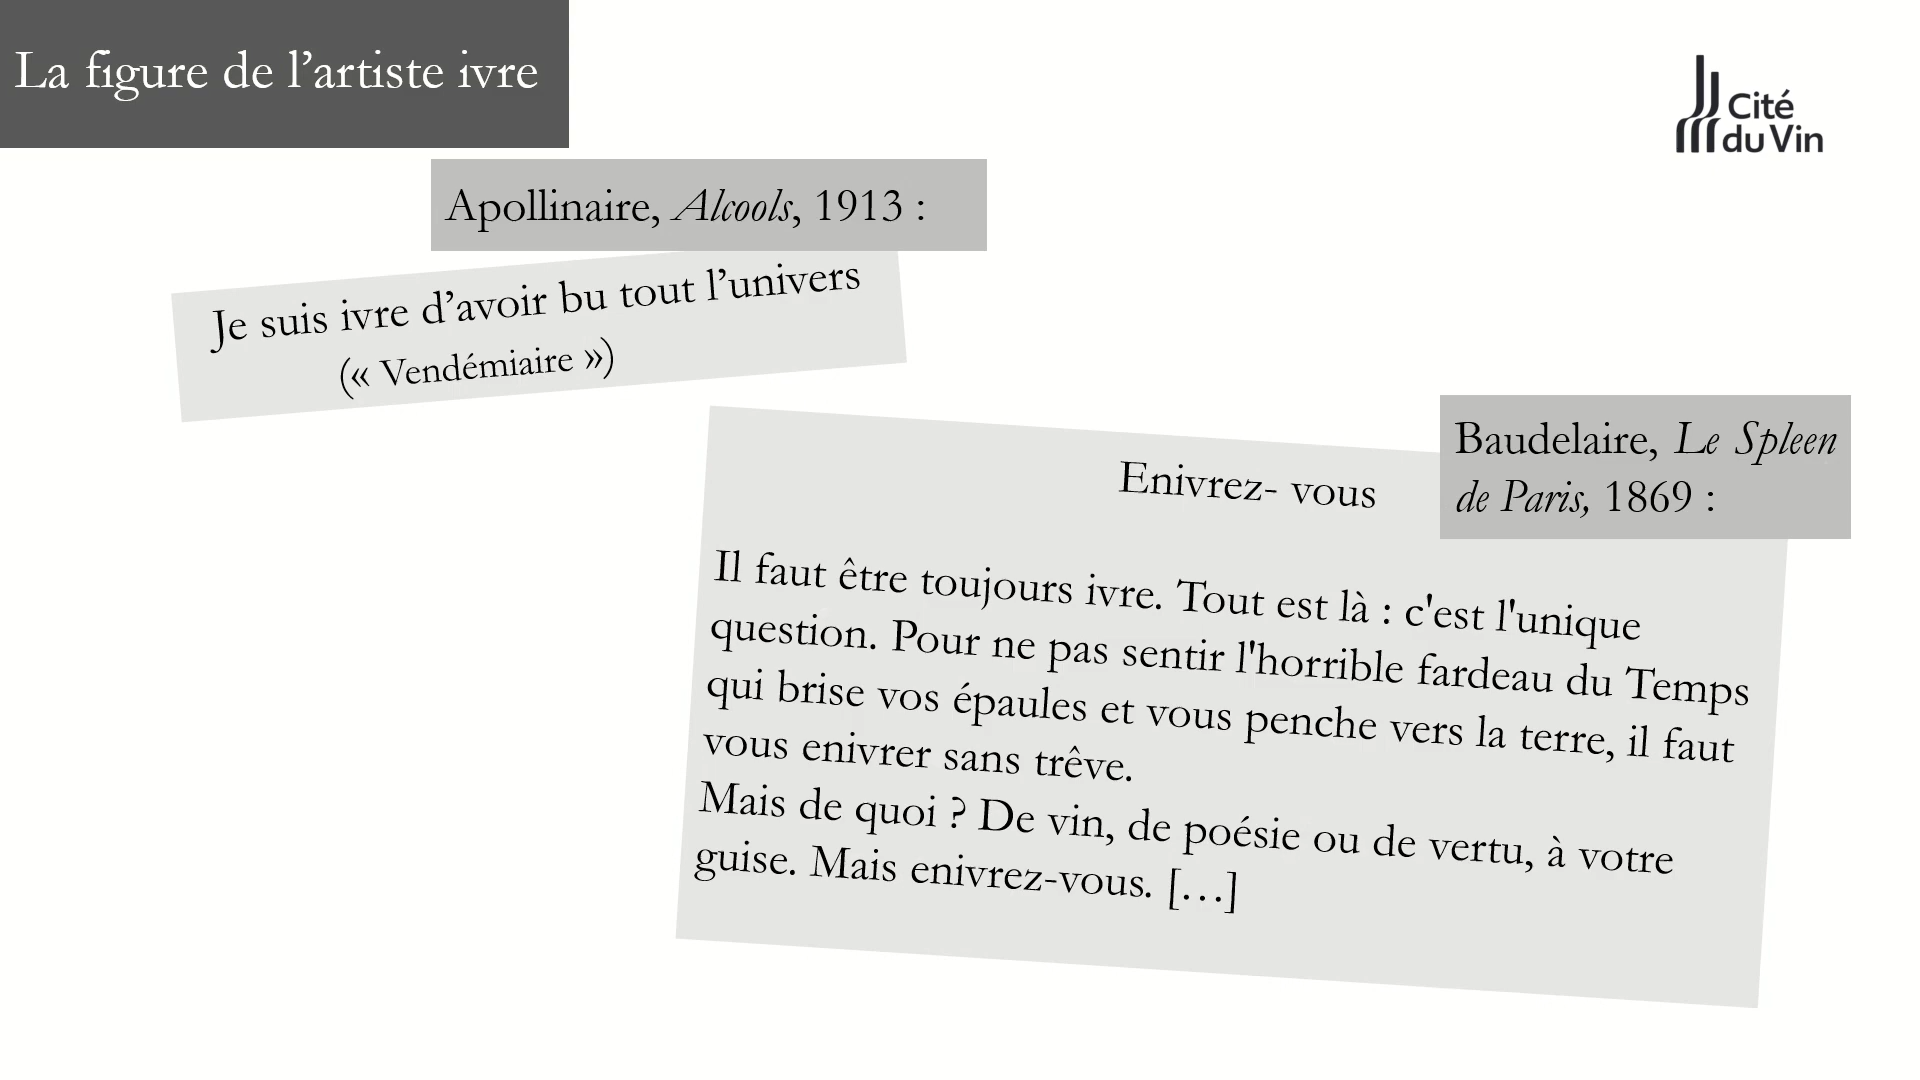 La figure de l’artiste ivre
Cité
du Vin
Apollinaire, Alcools, 1913 :
Je suis ivre d’avoir bu tout l’univers
(« Vendémiaire »)
Baudelaire, Le Spleen
de Paris, 1869 :
Enivrez- vous
Il faut être toujours ivre. Tout est là : c'est l'unique
question. Pour ne pas sentir l'horrible fardeau du Temps
qui brise vos épaules et vous penche vers la terre, il faut
vous enivrer sans trêve.
Mais de quoi ? De vin, de poésie ou de vertu, à votre
guise. Mais enivrez-vous. […]